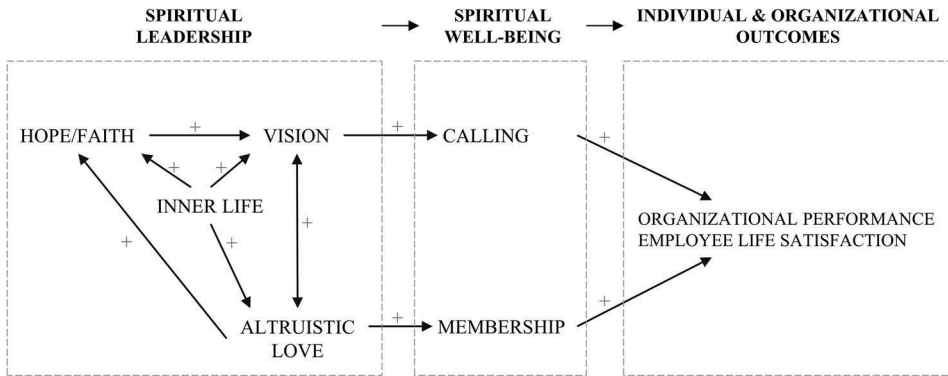 SPIRITUAL
LEADERSHIP
SPIRITUAL
WELL-BEING
INDIVIDUAL & ORGANIZATIONAL
OUTCOMES
HOPE/FAITH
+
VISION
+
CALLING
+
+
+
INNER LIFE
+
+
+
ORGANIZATIONAL PERFORMANCE
EMPLOYEE LIFE SATISFACTION
ALTRUISTIC
LOVE
+
MEMBERSHIP
+